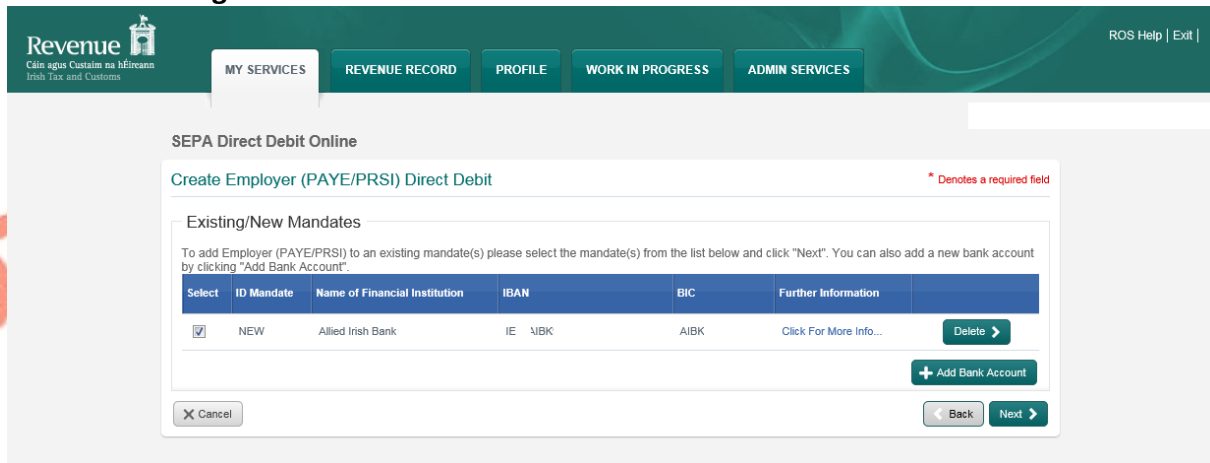 Revenue
Cáin agus Custaim na hÉireann
Irish Tax and Customs
ROS Help | Exit |
MY SERVICES REVENUE RECORD PROFILE WORK IN PROGRESS ADMIN SERVICES
SEPA Direct Debit Online
Create Employer (PAYE/PRSI) Direct Debit
* Denotes a required field
Existing/New Mandates
To add Employer (PAYE/PRSI) to an existing mandate(s) please select the mandate(s) from the list below and click "Next". You can also add a new bank account
by clicking "Add Bank Account".
Select ID Mandate Name of Financial Institution IBAN BIC Further Information
NEW Allied Irish Bank IE AIBK AIBK Click For More Info... Delete
Add Bank Account
Cancel Back Next